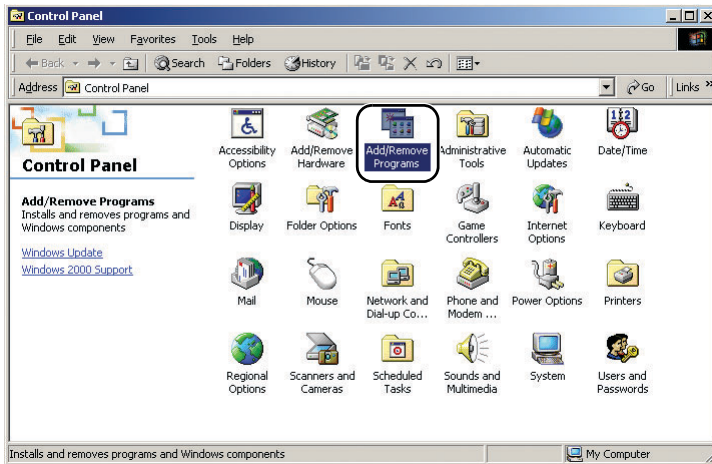 Control Panel
File Edit View Favorites Tools Help
Back Search Folders History
Address Control Panel Go Links »
Control Panel
Add/Remove Programs
Installs and removes programs and
Windows components
Windows Update
Windows 2000 Support
Accessibility
Options
Add/Remove
Hardware
Add/Remove
Programs
Administrative
Tools
Automatic
Updates
Date/Time
Display
Folder Options
Fonts
Game
Controllers
Internet
Options
Keyboard
Mail
Mouse
Network and
Dial-up Co...
Phone and
Modem ...
Power Options
Printers
Regional
Options
Scanners and
Cameras
Scheduled
Tasks
Sounds and
Multimedia
System
Users and
Passwords
Installs and removes programs and Windows components
My Computer